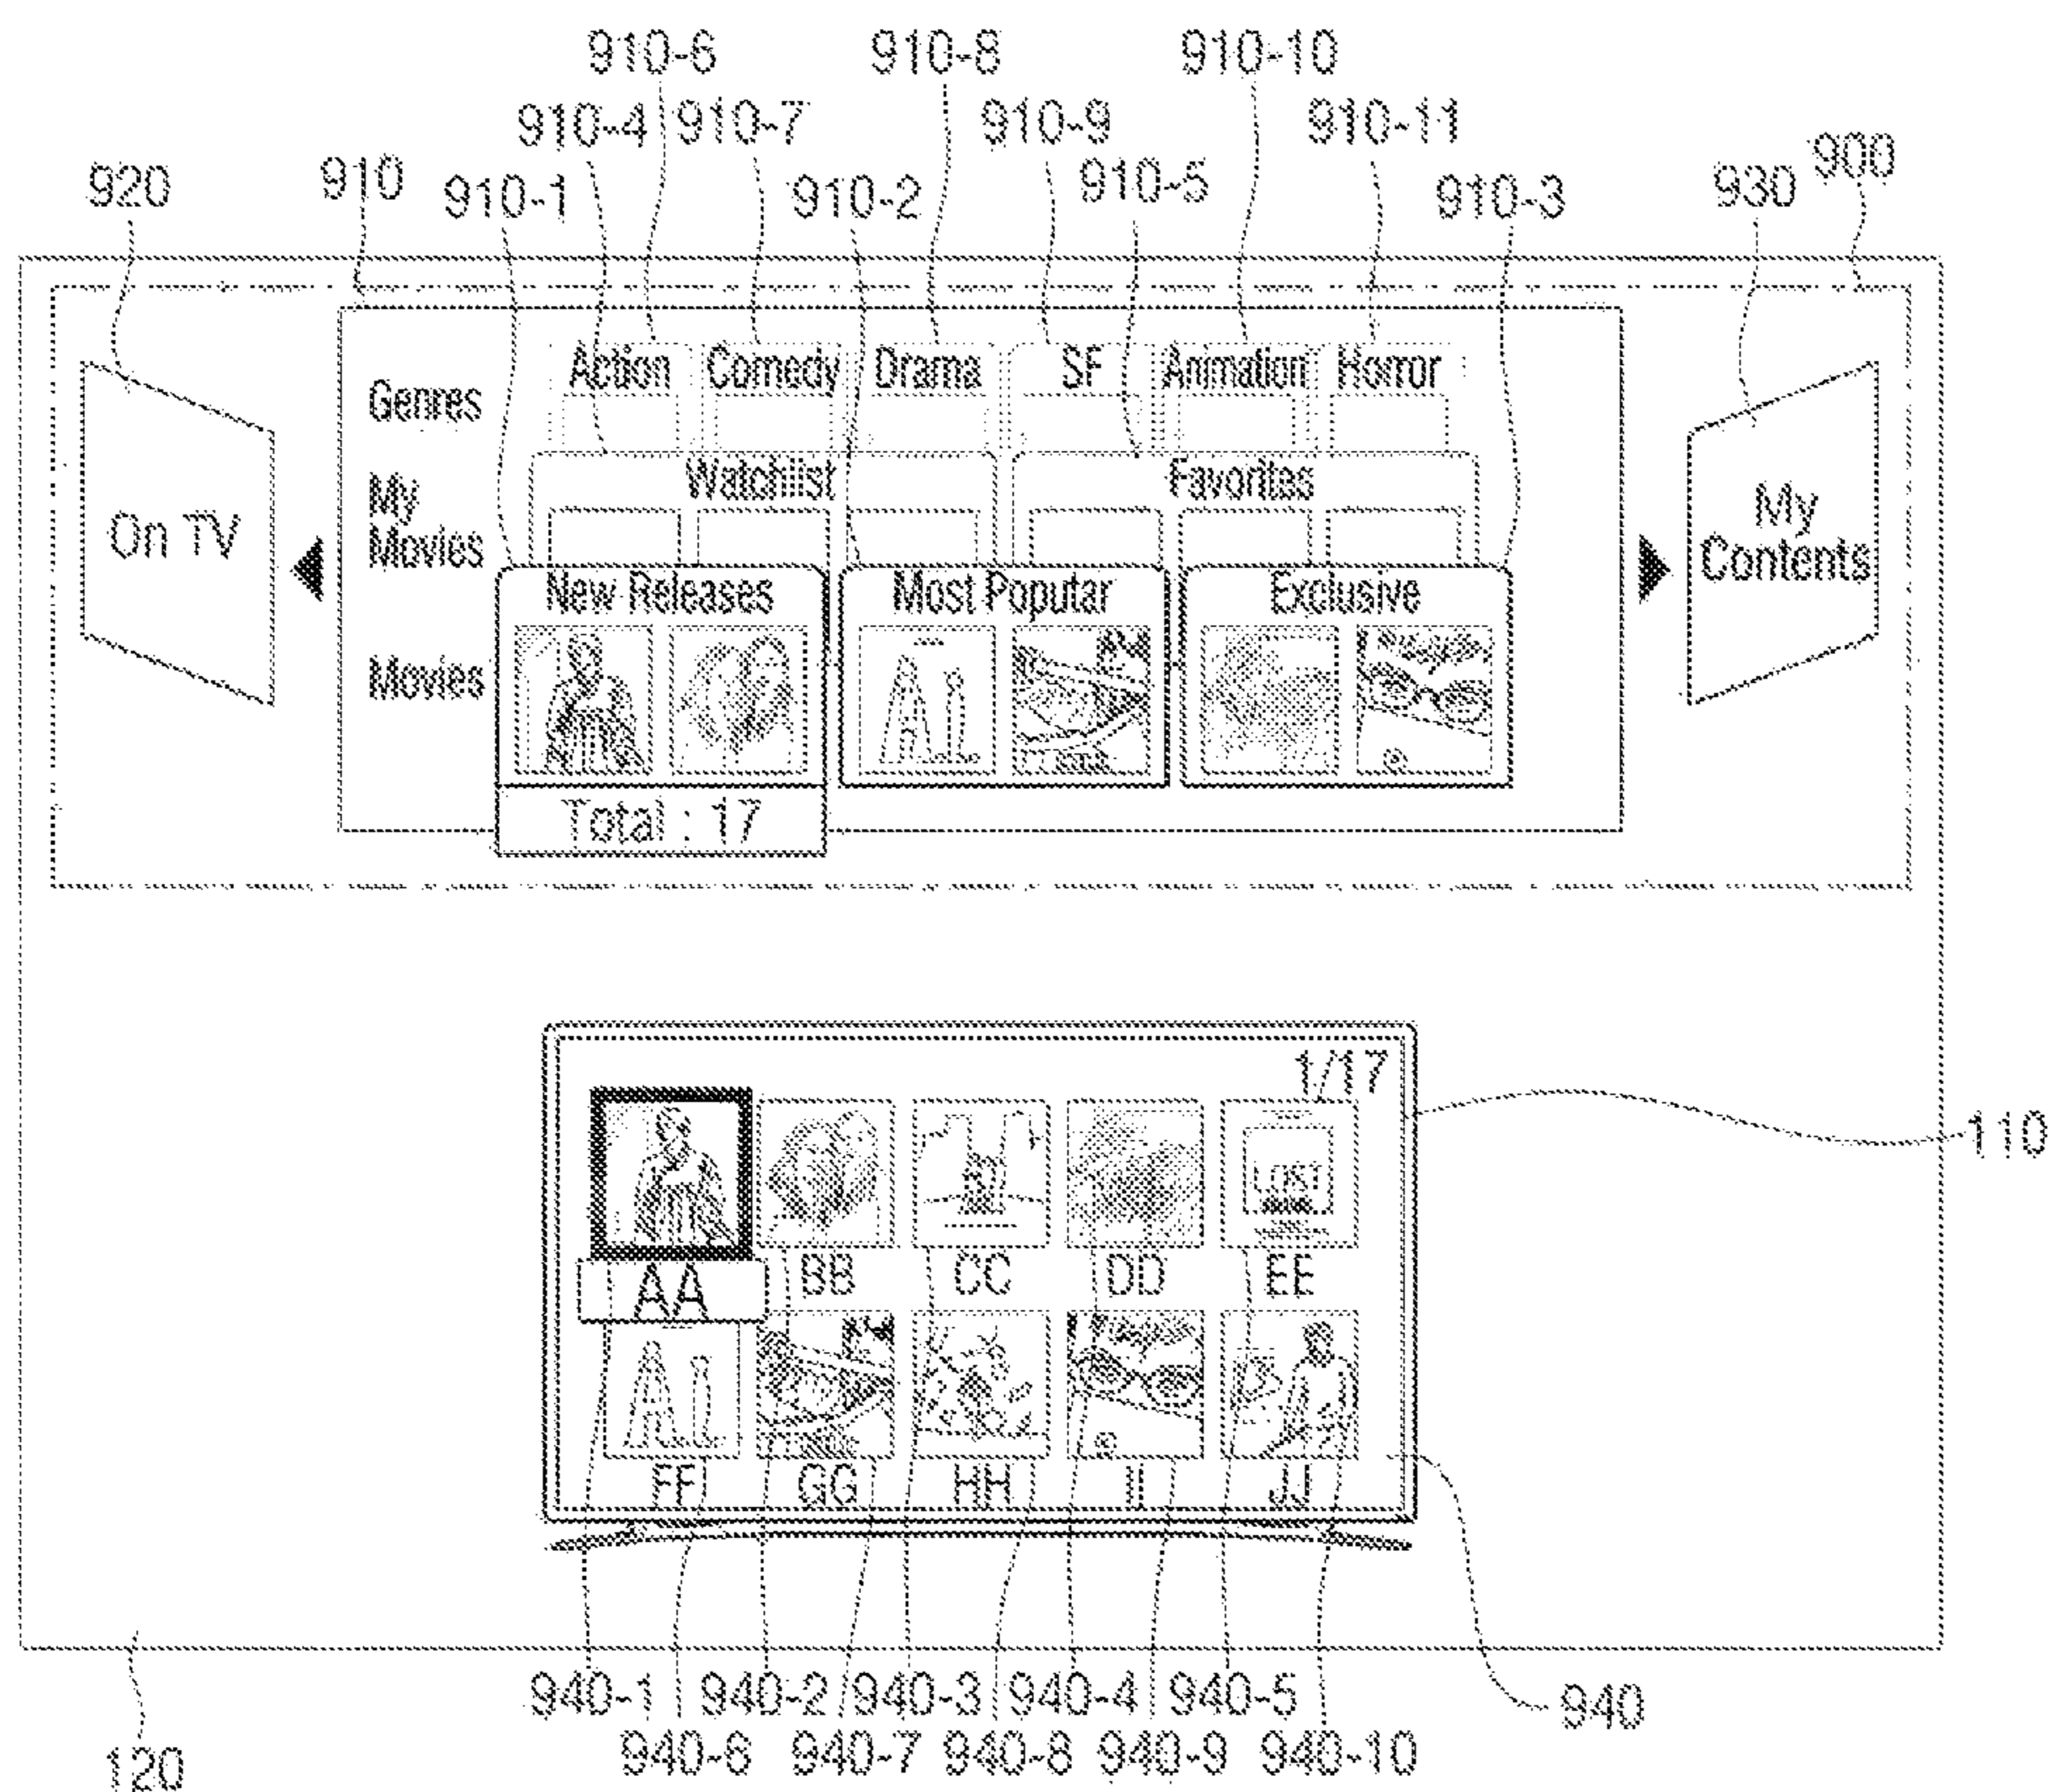 910-6 910-8 910-10
910-4 910-7 910-9 910-11
920 910 910-1 910-2 910-5 910-3 930 900
Action Comedy Drama SF Animation Horror
Genres
Watchlist Favorites
My
Movies
On TV
My
Contents
New Releases Most Popular Exclusive
Movies
Total : 17
1/17
LOST
110
AA BB CC DD EE
FF GG HH II JJ
940-1 940-2 940-3 940-4 940-5 940
940-6 940-7 940-8 940-9 940-10
120